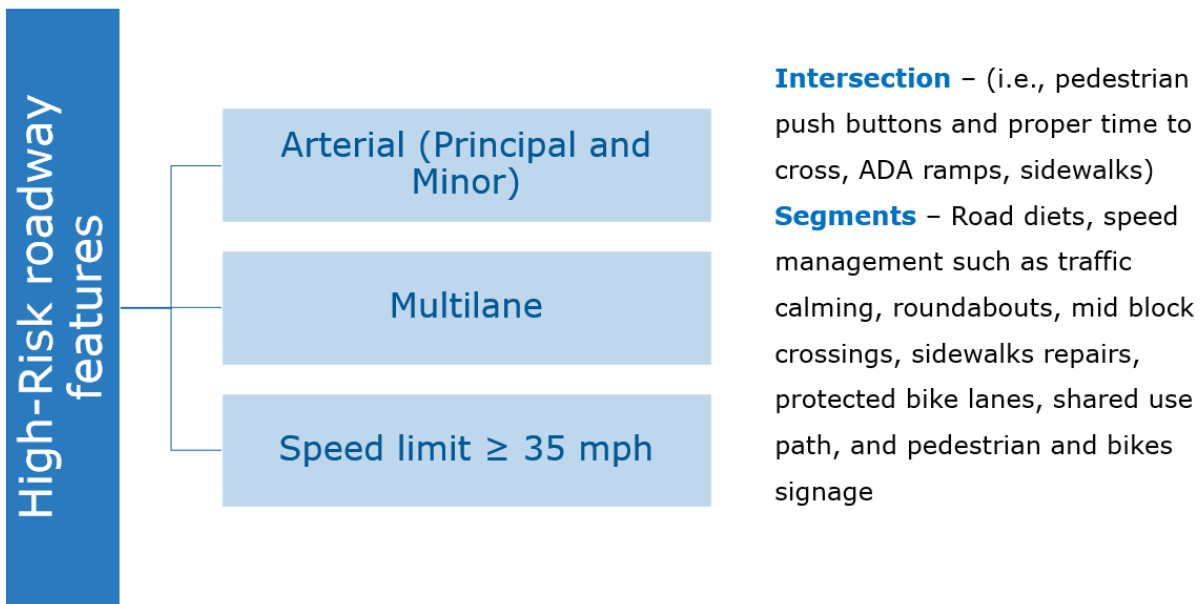 High-Risk roadway
features
Arterial (Principal and
Minor)
Multilane
Speed limit ≥ 35 mph
Intersection – (i.e., pedestrian
push buttons and proper time to
cross, ADA ramps, sidewalks)
Segments – Road diets, speed
management such as traffic
calming, roundabouts, mid block
crossings, sidewalks repairs,
protected bike lanes, shared use
path, and pedestrian and bikes
signage